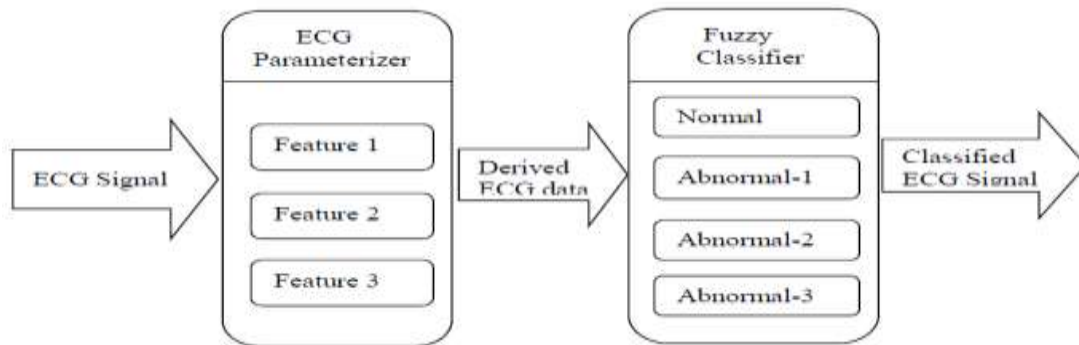 ECG Signal
ECG
Parameterizer
Feature 1
Feature 2
Feature 3
Derived
ECG data
Fuzzy
Classifier
Normal
Abnormal-1
Abnormal-2
Abnormal-3
Classified
ECG Signal